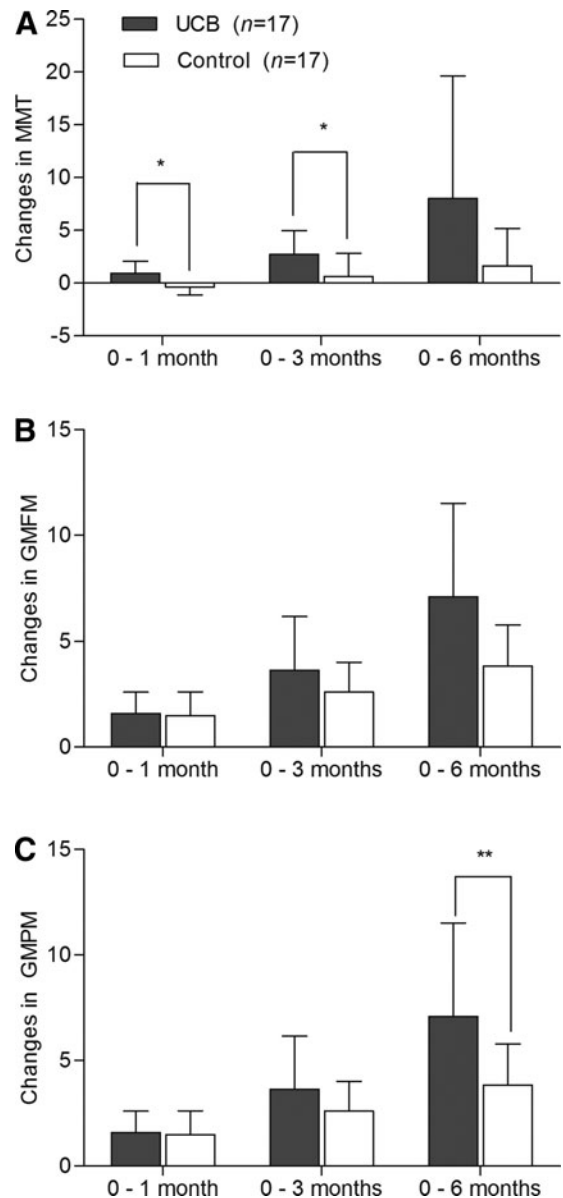 A
UCB (n=17)
Control (n=17)
Changes in MMT
25
20
15
10
5
0
-5
*
*
0 - 1 month
0 - 3 months
0 - 6 months
B
Changes in GMFM
15
10
5
0
0 - 1 month
0 - 3 months
0 - 6 months
C
Changes in GMPM
15
10
5
0
**
0 - 1 month
0 - 3 months
0 - 6 months